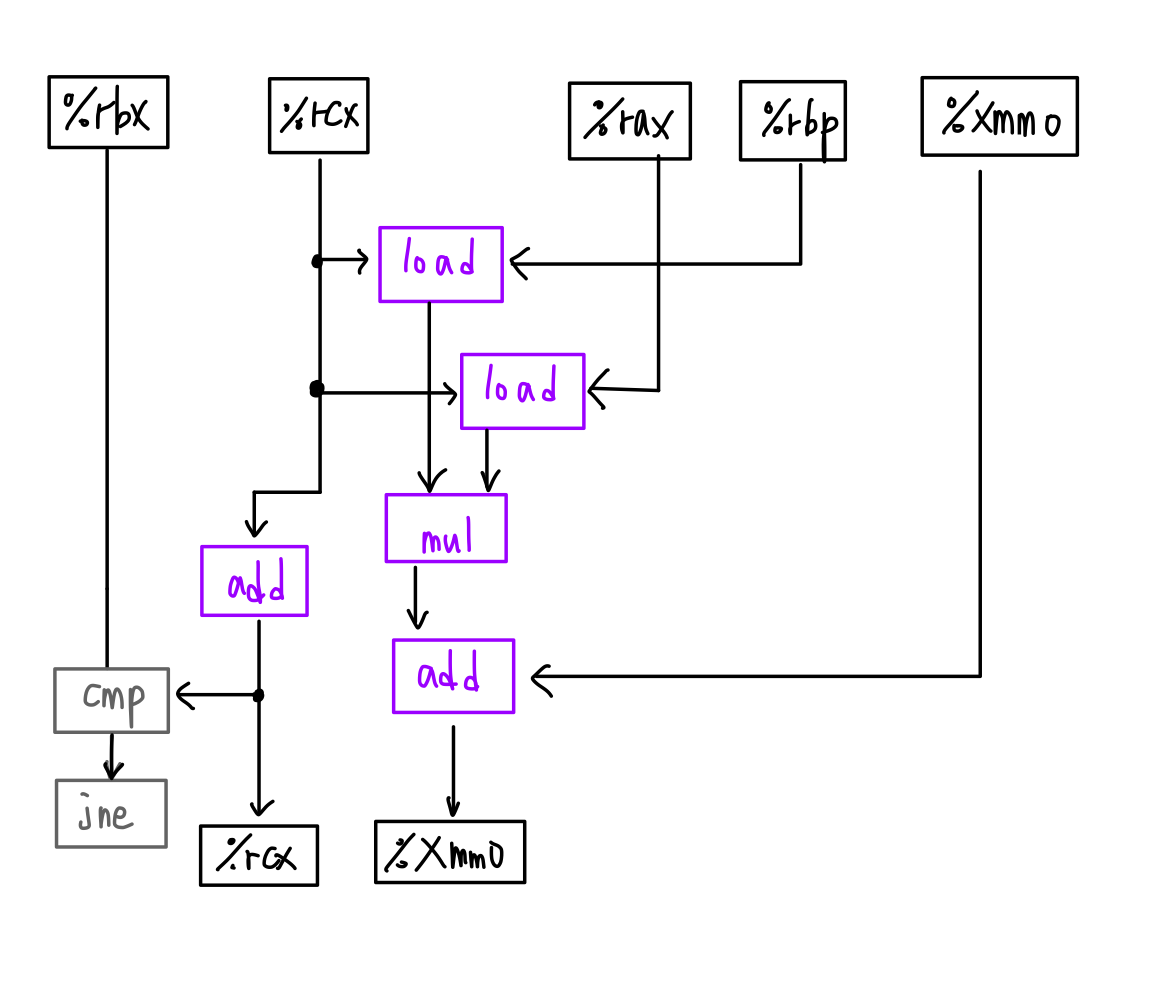 %rbx
%rcx
%rax
%rbp
%xmm0
load
load
mul
add
add
cmp
jne
%rcx
%xmm0